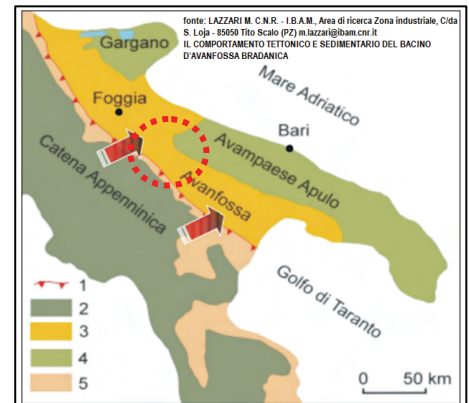 fonte: LAZZARI M. C.N.R. - I.B.A.M., Area di ricerca Zona industriale, C/da
S. Loja - 85050 Tito Scalo (PZ) m.lazzari@ibam.cnr.it
IL COMPORTAMENTO TETTONICO E SEDIMENTARIO DEL BACINO
D'AVANFOSSA BRADANICA
Gargano
Mare Adriatico
Foggia
Bari
Catena Appenninica
Avampaese Apulo
Avanfossa
Golfo di Taranto
1
2
3
4
5
0 50 km